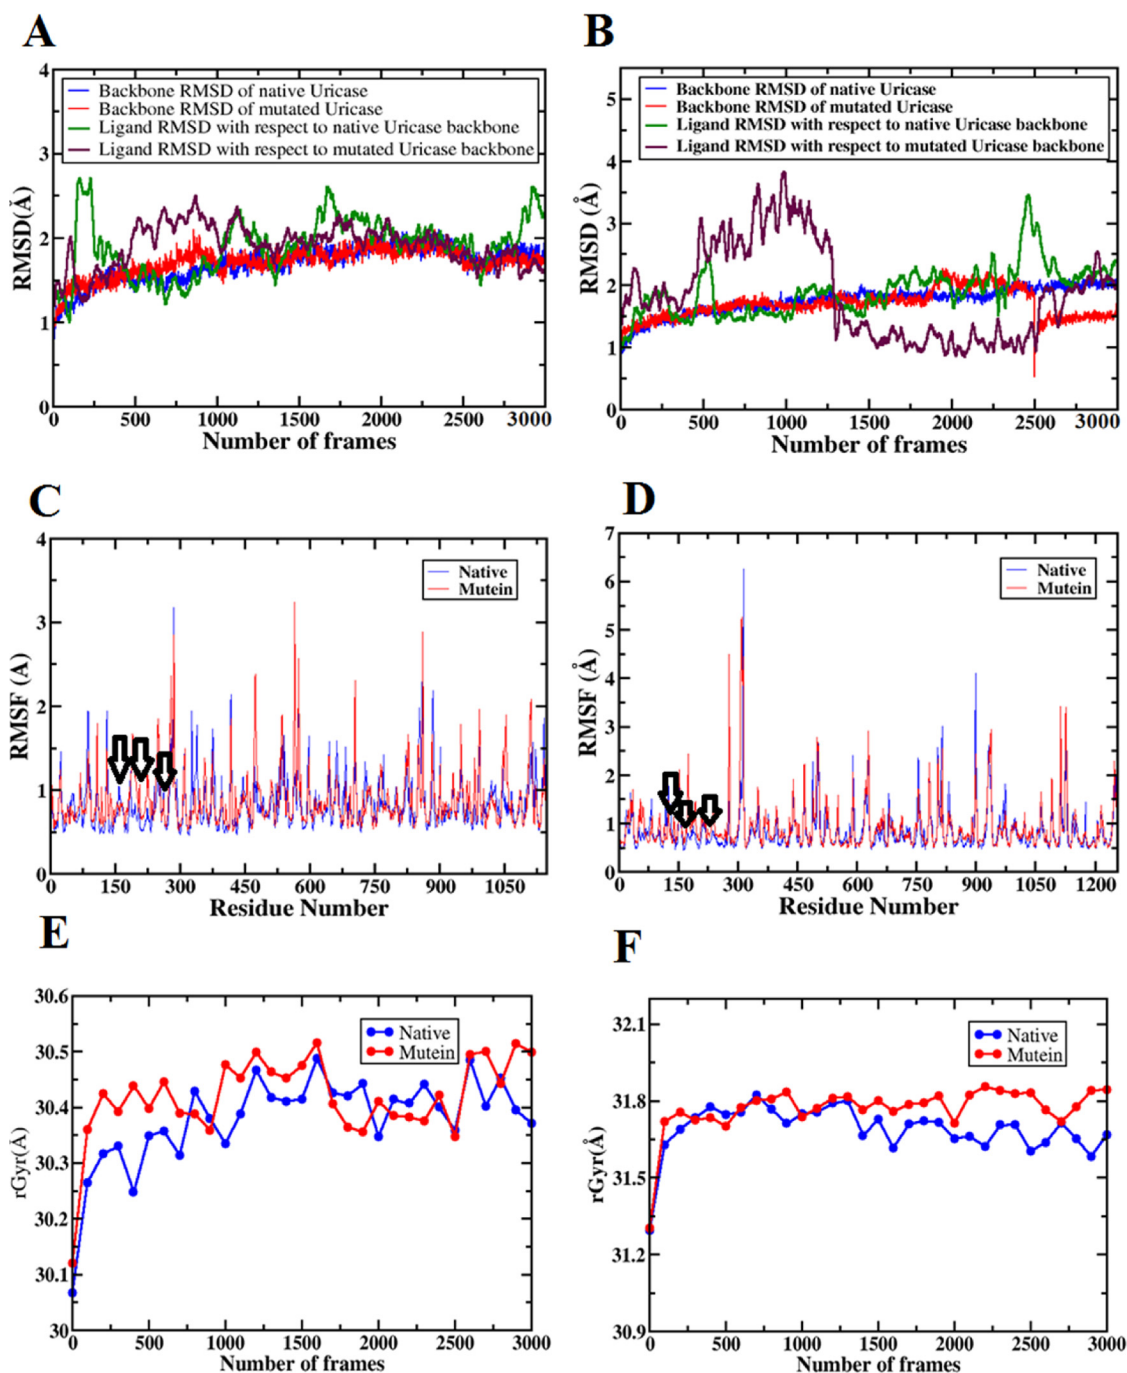 A
B
Backbone RMSD of native Uricase
Backbone RMSD of mutated Uricase
Ligand RMSD with respect to native Uricase backbone
Ligand RMSD with respect to mutated Uricase backbone
RMSD(Å)
4
3
2
1
0
0 500 1000 1500 2000 2500 3000
Number of frames
Backbone RMSD of native Uricase
Backbone RMSD of mutated Uricase
Ligand RMSD with respect to native Uricase backbone
Ligand RMSD with respect to mutated Uricase backbone
RMSD (Å)
5
4
3
2
1
0
0 500 1000 1500 2000 2500 3000
Number of frames
C
D
Native
Mutein
RMSF (Å)
4
3
2
1
0
0 150 300 450 600 750 900 1050
Residue Number
Native
Mutein
RMSF (Å)
7
6
5
4
3
2
1
0
0 150 300 450 600 750 900 1050 1200
Residue Number
E
F
Native
Mutein
rGyr(Å)
30.6
30.5
30.4
30.3
30.2
30.1
30
0 500 1000 1500 2000 2500 3000
Number of frames
Native
Mutein
rGyr(Å)
32.1
31.8
31.5
31.2
30.9
0 500 1000 1500 2000 2500 3000
Number of frames